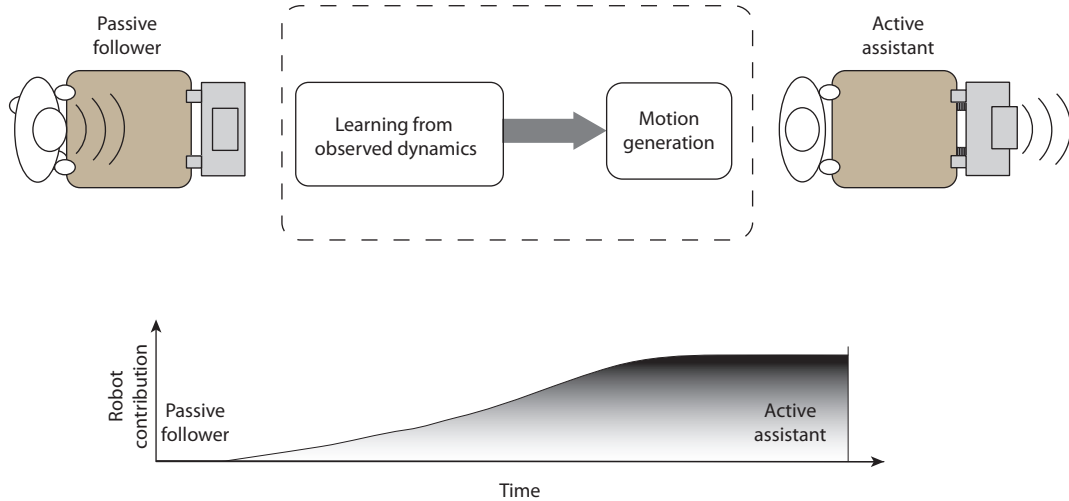 Passive
follower
Learning from
observed dynamics
Motion
generation
Active
assistant
Robot
contribution
Passive
follower
Active
assistant
Time